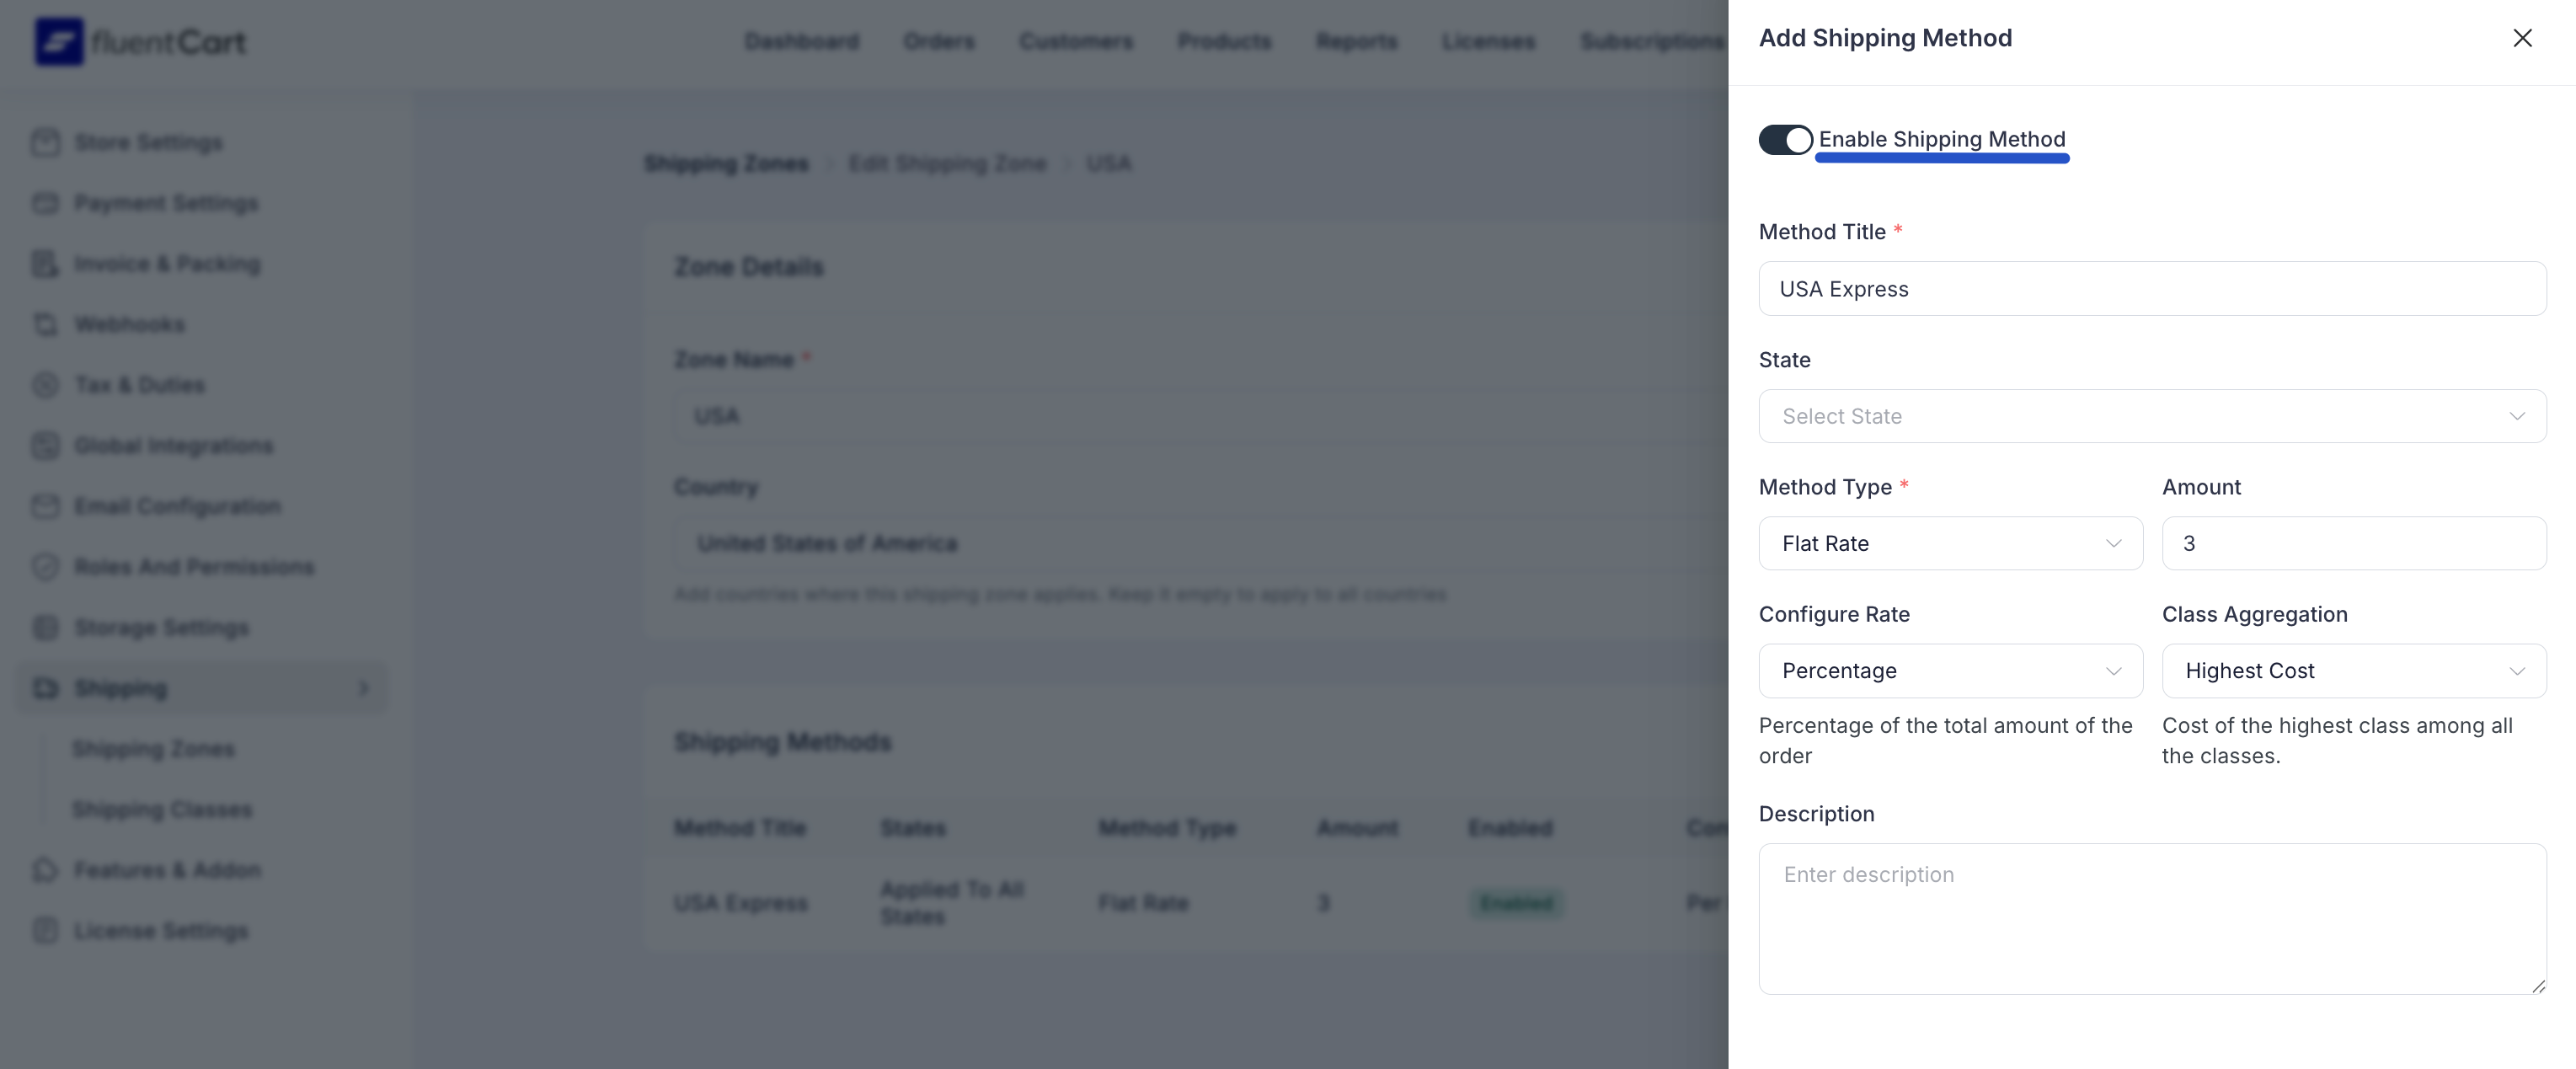 fluentCart
Dashboard
Orders
Customers
Products
Reports
Licenses
Subscriptions
Store Settings
Payment Settings
Invoice & Packing
Webhooks
Tax & Duties
Global Integrations
Email Configuration
Roles And Permissions
Storage Settings
Shipping
Shipping Zones
Shipping Classes
Features & Addon
License Settings
Shipping Zones > Edit Shipping Zone > USA
Zone Details
Zone Name *
USA
Country
United States of America
Add countries where this shipping zone applies. Keep it empty to apply to all countries
Shipping Methods
Method Title States Method Type Amount Enabled Con
USA Express Applied To All States Flat Rate 3 Enabled Per
Add Shipping Method
Enable Shipping Method
Method Title *
USA Express
State
Select State
Method Type * Amount
Flat Rate 3
Configure Rate Class Aggregation
Percentage Highest Cost
Percentage of the total amount of the
order
Cost of the highest class among all
the classes.
Description
Enter description